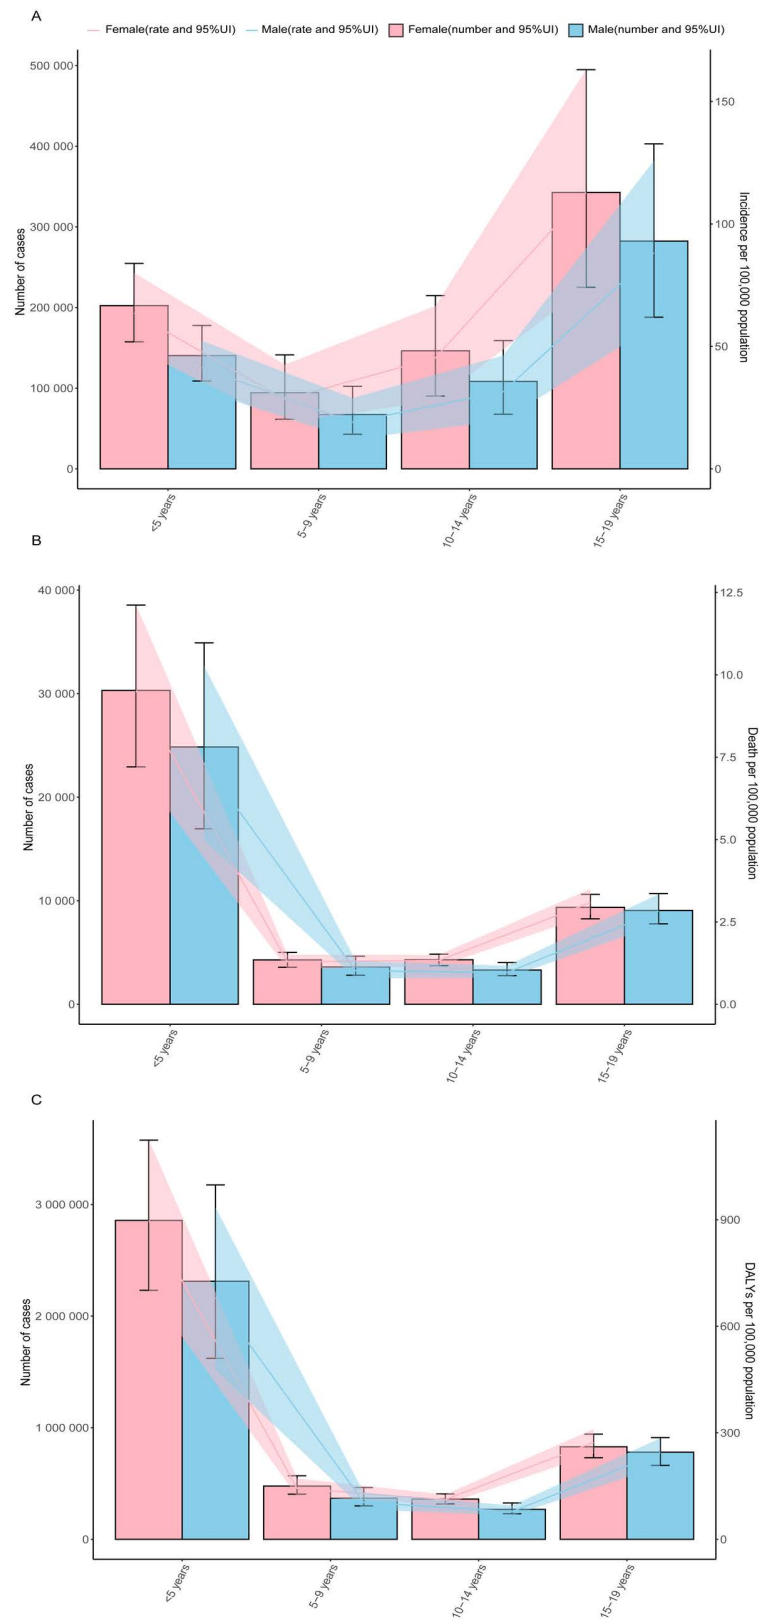 A
Female(rate and 95%UI) Male(rate and 95%UI) Female(number and 95%UI) Male(number and 95%UI)
500 000
400 000
300 000
200 000
100 000
0
Number of cases
150
100
50
0
Incidence per 100,000 population
<5 years
5−9 years
10−14 years
15−19 years
B
40 000
30 000
20 000
10 000
0
Number of cases
12.5
10.0
7.5
5.0
2.5
0.0
Death per 100,000 population
<5 years
5−9 years
10−14 years
15−19 years
C
3 000 000
2 000 000
1 000 000
0
Number of cases
900
600
300
0
DALYs per 100,000 population
<5 years
5−9 years
10−14 years
15−19 years